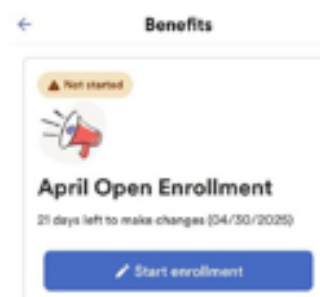 Benefits
Not started
April Open Enrollment
21 days left to make changes (04/30/2025)
Start enrollment